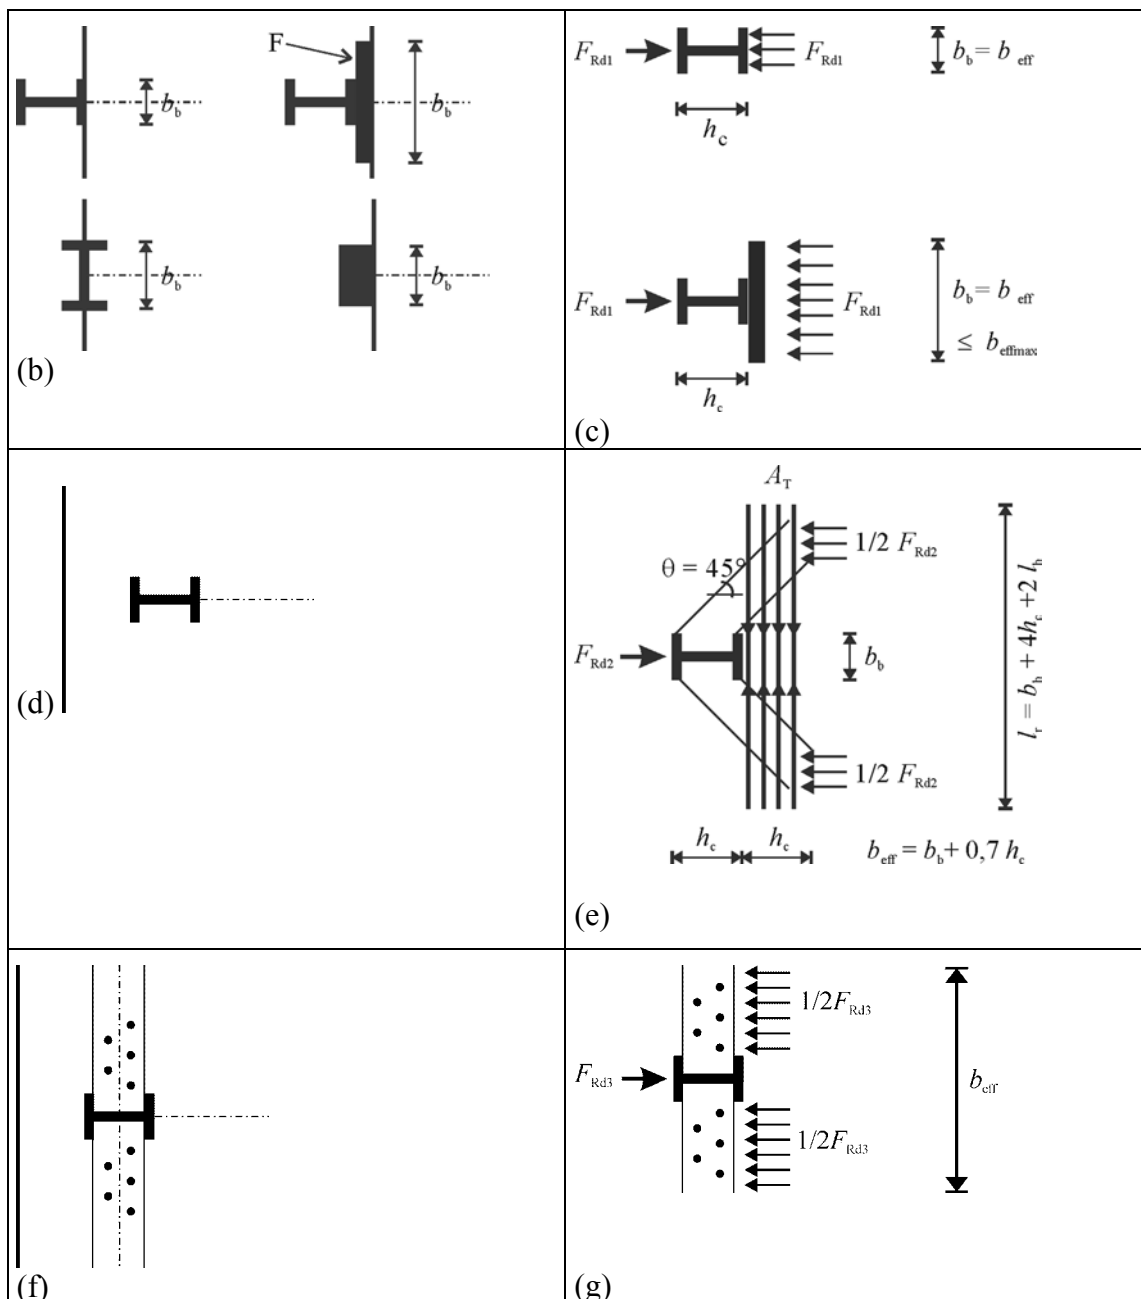 F
b_b
b_b
b_b
b_b
(b)
F_Rd1
F_Rd1
b_b = b_eff
h_c
F_Rd1
F_Rd1
b_b = b_eff
≤ b_effmax
h_c
(c)
(d)
A_T
1/2 F_Rd2
θ = 45°
F_Rd2
b_b
l_r = b_b + 4h_c + 2 l_b
1/2 F_Rd2
h_c
h_c
b_eff = b_b + 0,7 h_c
(e)
(f)
1/2F_Rd3
F_Rd3
b_eff
1/2F_Rd3
(g)